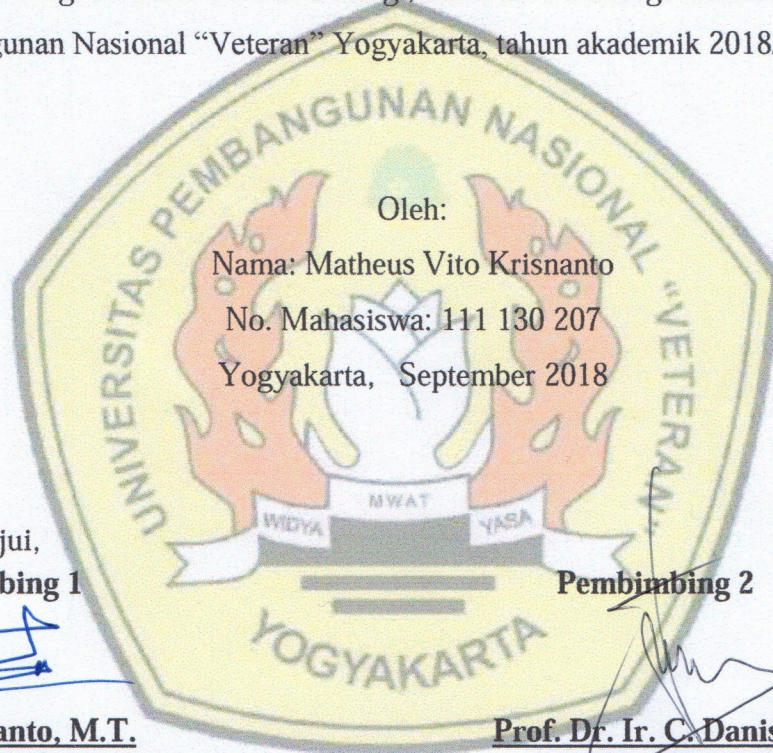 gunan Nasional “Veteran” Yogyakarta, tahun akademik 2018
UNIVERSITAS PEMBANGUNAN NASIONAL “VETERAN”
Oleh:
Nama: Matheus Vito Krisnanto
No. Mahasiswa: 111 130 207
Yogyakarta, September 2018
WIDYA MWAT YASA
YOGYAKARTA
jui,
bing 1 Pembimbing 2
anto, M.T. Prof. Dr. Ir. C. Danis